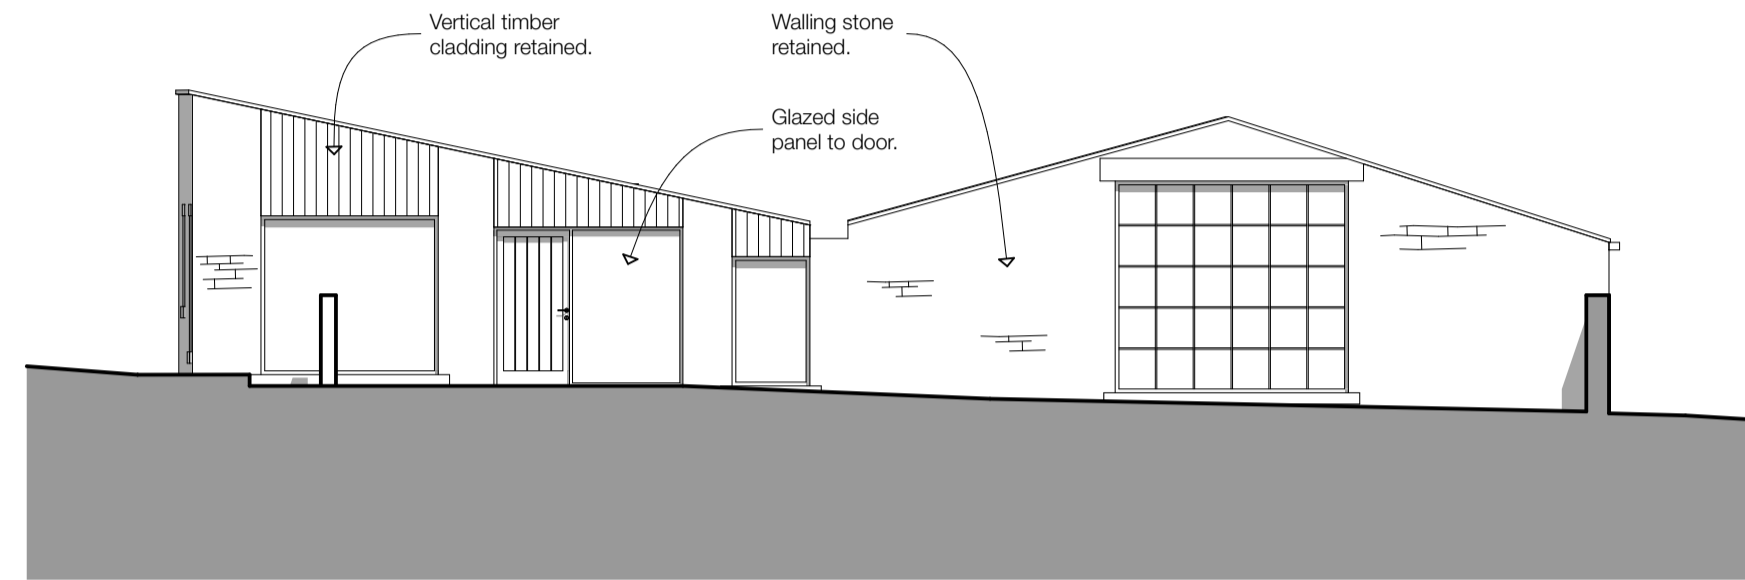 Vertical timber
cladding retained.
Walling stone
retained.
Glazed side
panel to door.